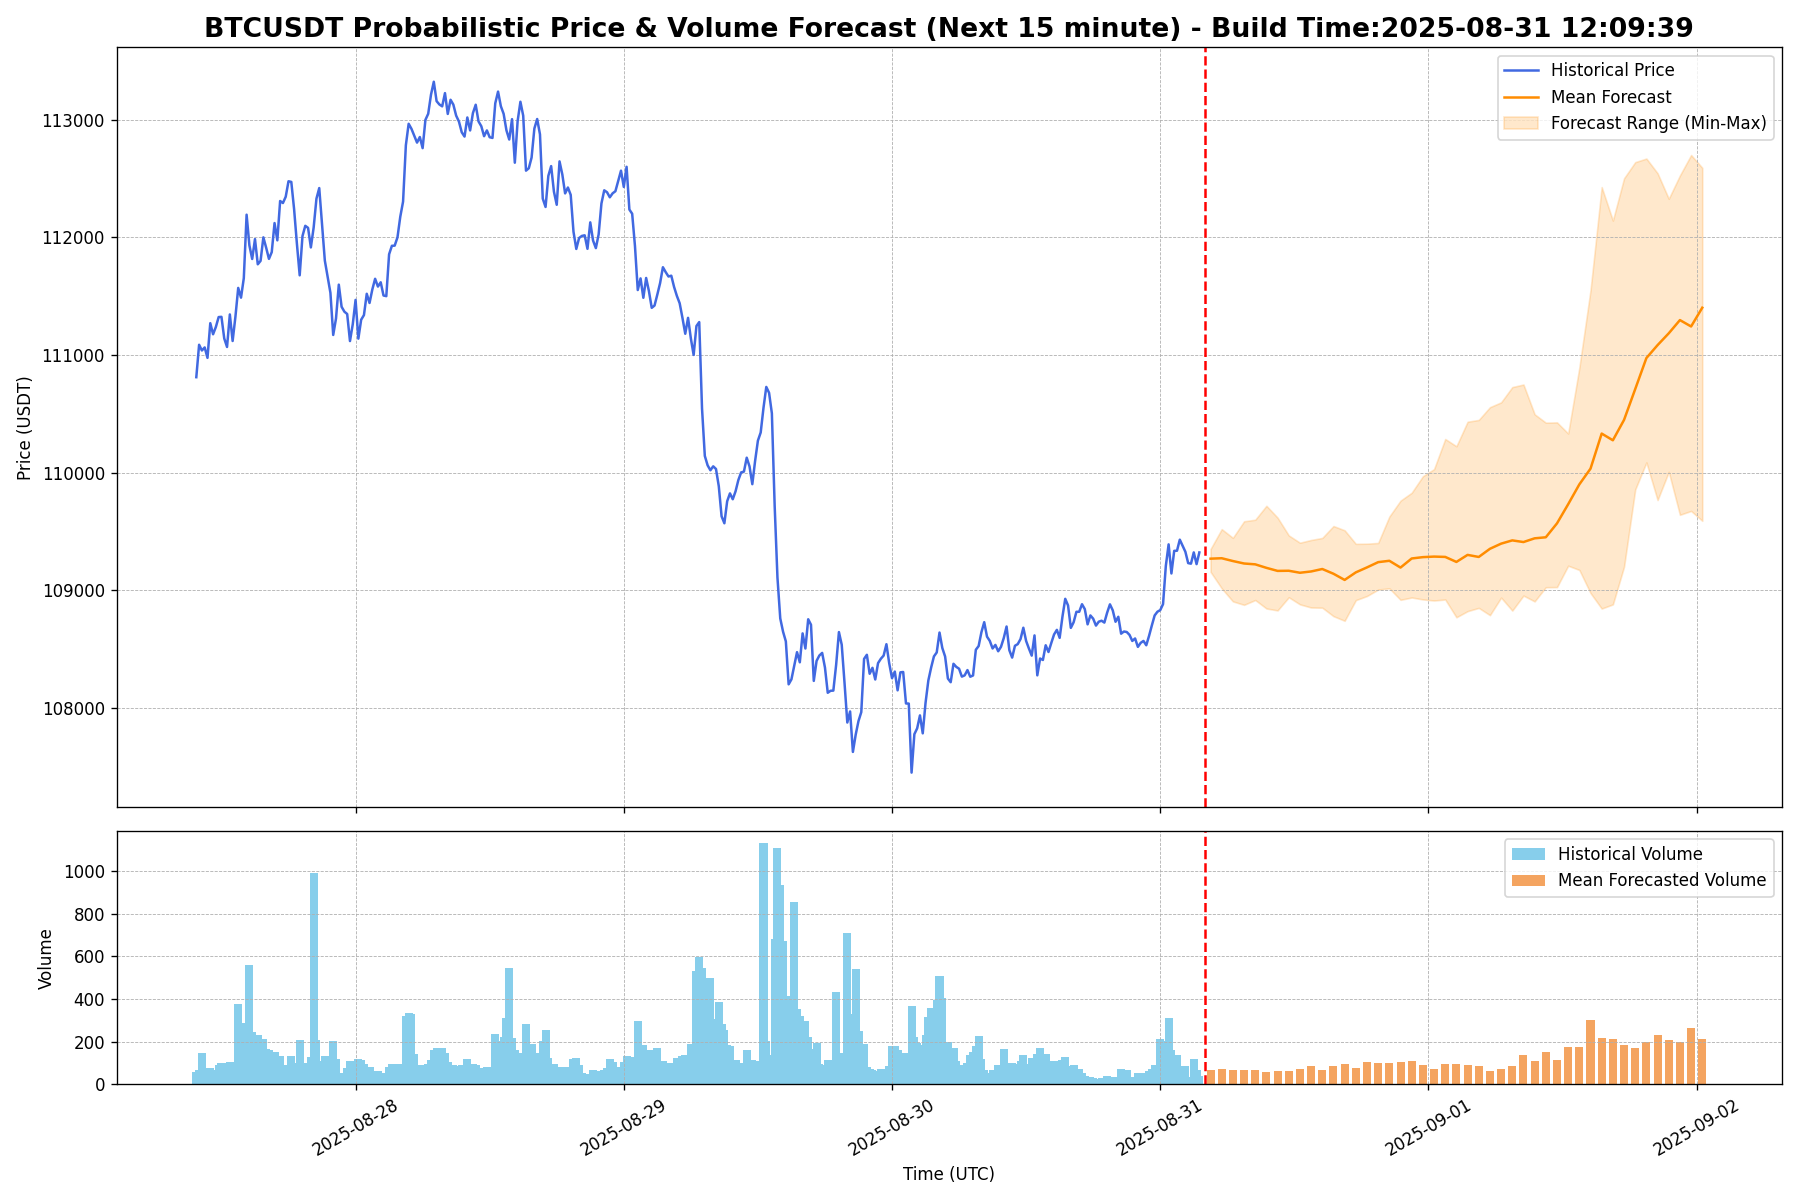 BTCUSDT Probabilistic Price & Volume Forecast (Next 15 minute) - Build Time:2025-08-31 12:09:39
Historical Price
Mean Forecast
Forecast Range (Min-Max)
113000
112000
111000
110000
109000
108000
Price (USDT)
Historical Volume
Mean Forecasted Volume
1000
800
600
400
200
0
Volume
2025-08-28
2025-08-29
2025-08-30
2025-08-31
2025-09-01
2025-09-02
Time (UTC)